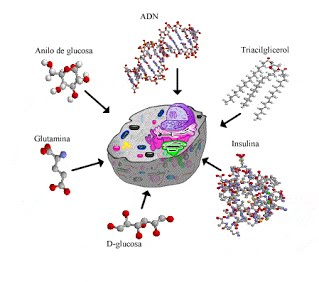 ADN
Anilo de glucosa
Triacilglicerol
Glutamina
Insulina
D-glucosa